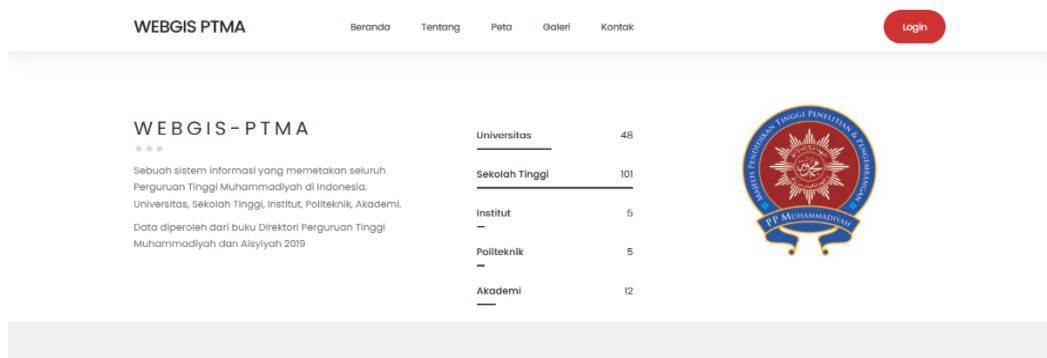 WEBGIS PTMA
Beranda
Tentang
Peta
Galeri
Kontak
Login
WEBGIS-PTMA
Sebuah sistem informasi yang memetakan seluruh
Perguruan Tinggi Muhammadiyah di Indonesia.
Universitas, Sekolah Tinggi, Institut, Politeknik, Akademi.
Data diperoleh dari buku Direktori Perguruan Tinggi
Muhammadiyah dan Aisyiyah 2019
Universitas 48
Sekolah Tinggi 101
Institut 5
Politeknik 5
Akademi 12
MAJELIS PENDIDIKAN TINGGI PENELITIAN & PENGEMBANGAN
PP MUHAMMADIYAH